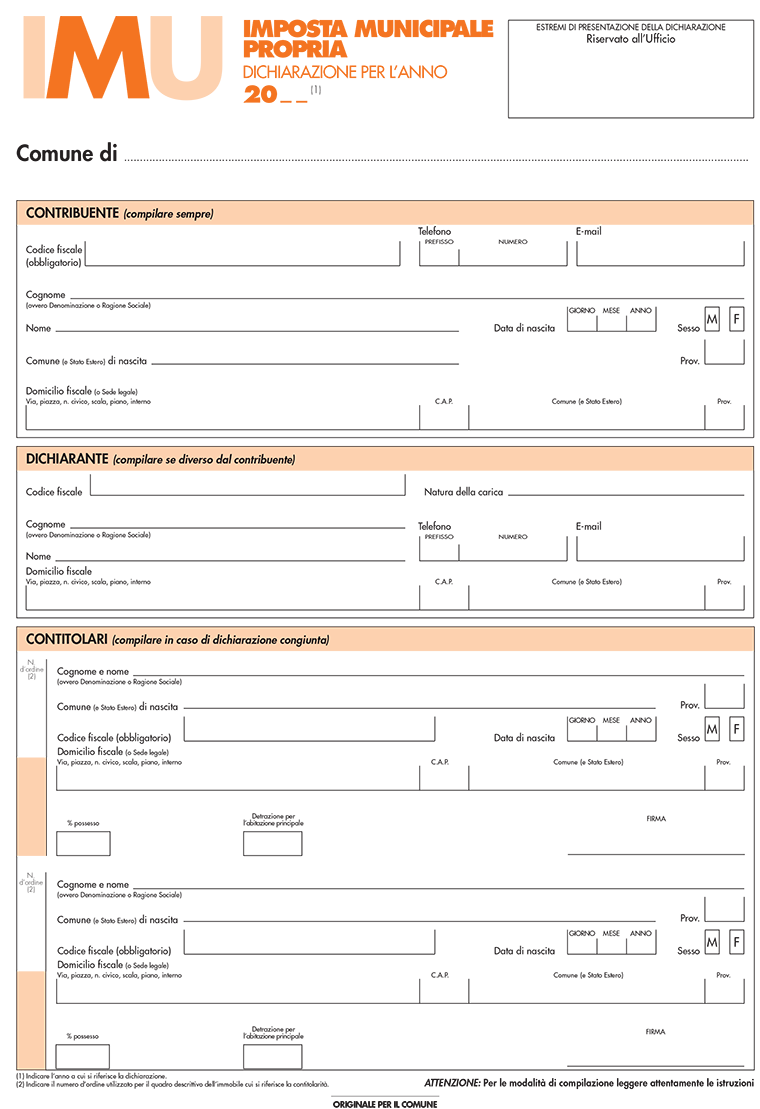 IMU
IMPOSTA MUNICIPALE
PROPRIA
DICHIARAZIONE PER L'ANNO
20_ _ (1)
ESTREMI DI PRESENTAZIONE DELLA DICHIARAZIONE
Riservato all'Ufficio
Comune di
CONTRIBUENTE (compilare sempre)
Codice fiscale
(obbligatorio)
Telefono
PREFISSO NUMERO
E-mail
Cognome
(ovvero Denominazione o Ragione Sociale)
Nome
Data di nascita
GIORNO MESE ANNO
Sesso M F
Comune (e Stato Estero) di nascita
Prov.
Domicilio fiscale (o Sede legale)
Via, piazza, n. civico, scala, piano, interno C.A.P. Comune (e Stato Estero) Prov.
DICHIARANTE (compilare se diverso dal contribuente)
Codice fiscale
Natura della carica
Cognome
(ovvero Denominazione o Ragione Sociale)
Telefono
PREFISSO NUMERO
E-mail
Nome
Domicilio fiscale
Via, piazza, n. civico, scala, piano, interno C.A.P. Comune (e Stato Estero) Prov.
CONTITOLARI (compilare in caso di dichiarazione congiunta)
N.
d'ordine
(2)
Cognome e nome
(ovvero Denominazione o Ragione Sociale)
Comune (e Stato Estero) di nascita
Prov.
Codice fiscale (obbligatorio)
Data di nascita
GIORNO MESE ANNO
Sesso M F
Domicilio fiscale (o Sede legale)
Via, piazza, n. civico, scala, piano, interno C.A.P. Comune (e Stato Estero) Prov.
% possesso
Detrazione per
l'abitazione principale
FIRMA
N.
d'ordine
(2)
Cognome e nome
(ovvero Denominazione o Ragione Sociale)
Comune (e Stato Estero) di nascita
Prov.
Codice fiscale (obbligatorio)
Data di nascita
GIORNO MESE ANNO
Sesso M F
Domicilio fiscale (o Sede legale)
Via, piazza, n. civico, scala, piano, interno C.A.P. Comune (e Stato Estero) Prov.
% possesso
Detrazione per
l'abitazione principale
FIRMA
(1) Indicare l'anno a cui si riferisce la dichiarazione.
(2) Indicare il numero d'ordine utilizzato per il quadro descrittivo dell'immobile cui si riferisce la contitolarità.
ATTENZIONE: Per le modalità di compilazione leggere attentamente le istruzioni
ORIGINALE PER IL COMUNE